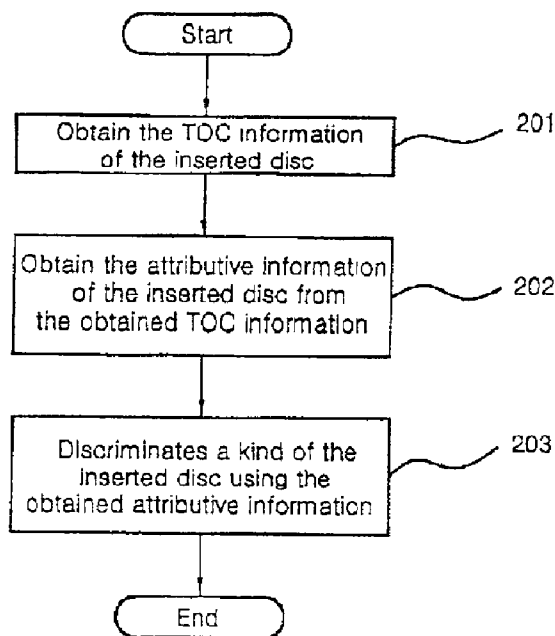 Start
Obtain the TOC information
of the inserted disc
201
Obtain the attributive information
of the inserted disc from
the obtained TOC information
202
Discriminates a kind of the
inserted disc using the
obtained attributive information
203
End